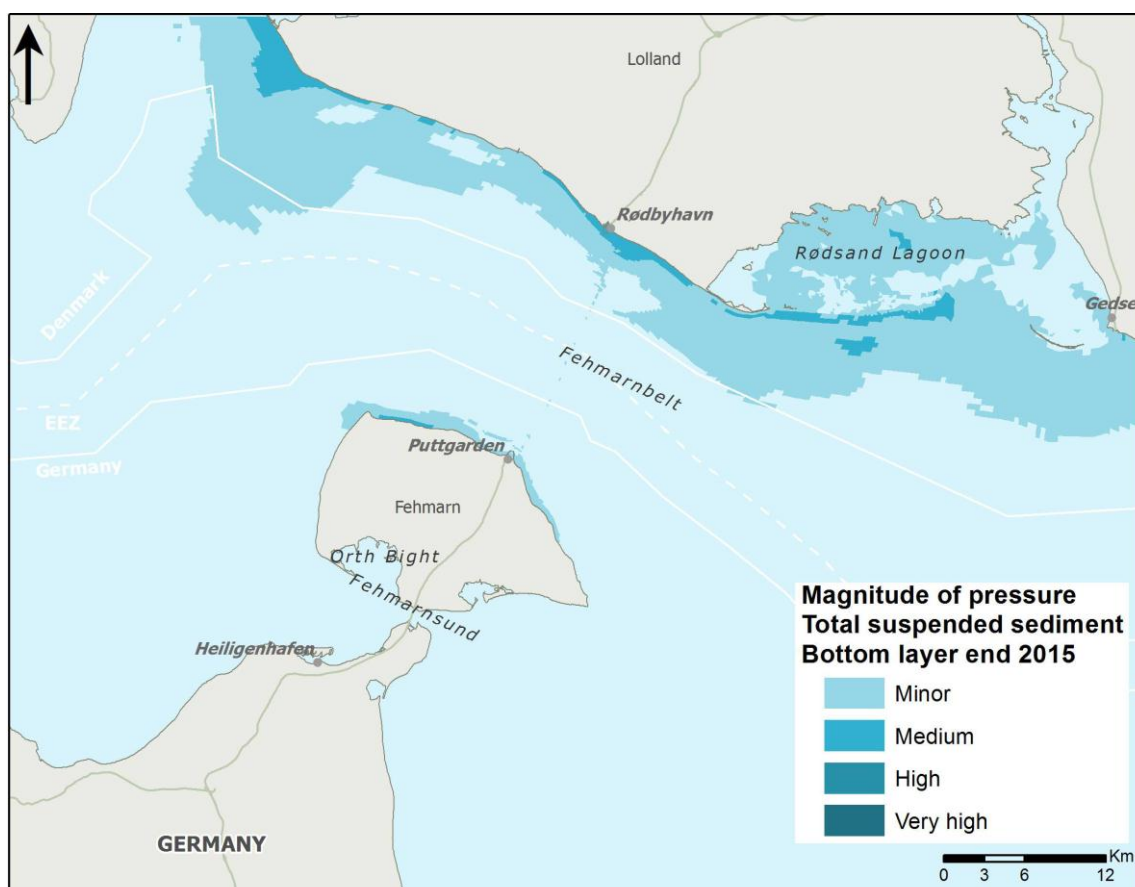 Lolland
Rødbyhavn
Rødsand Lagoon
Gedse
Denmark
Fehmarnbelt
EEZ
Germany
Puttgarden
Fehmarn
Orth Bight
Fehmarnsund
Heiligenhafen
GERMANY
Magnitude of pressure
Total suspended sediment
Bottom layer end 2015
Minor
Medium
High
Very high
Km
0 3 6 12